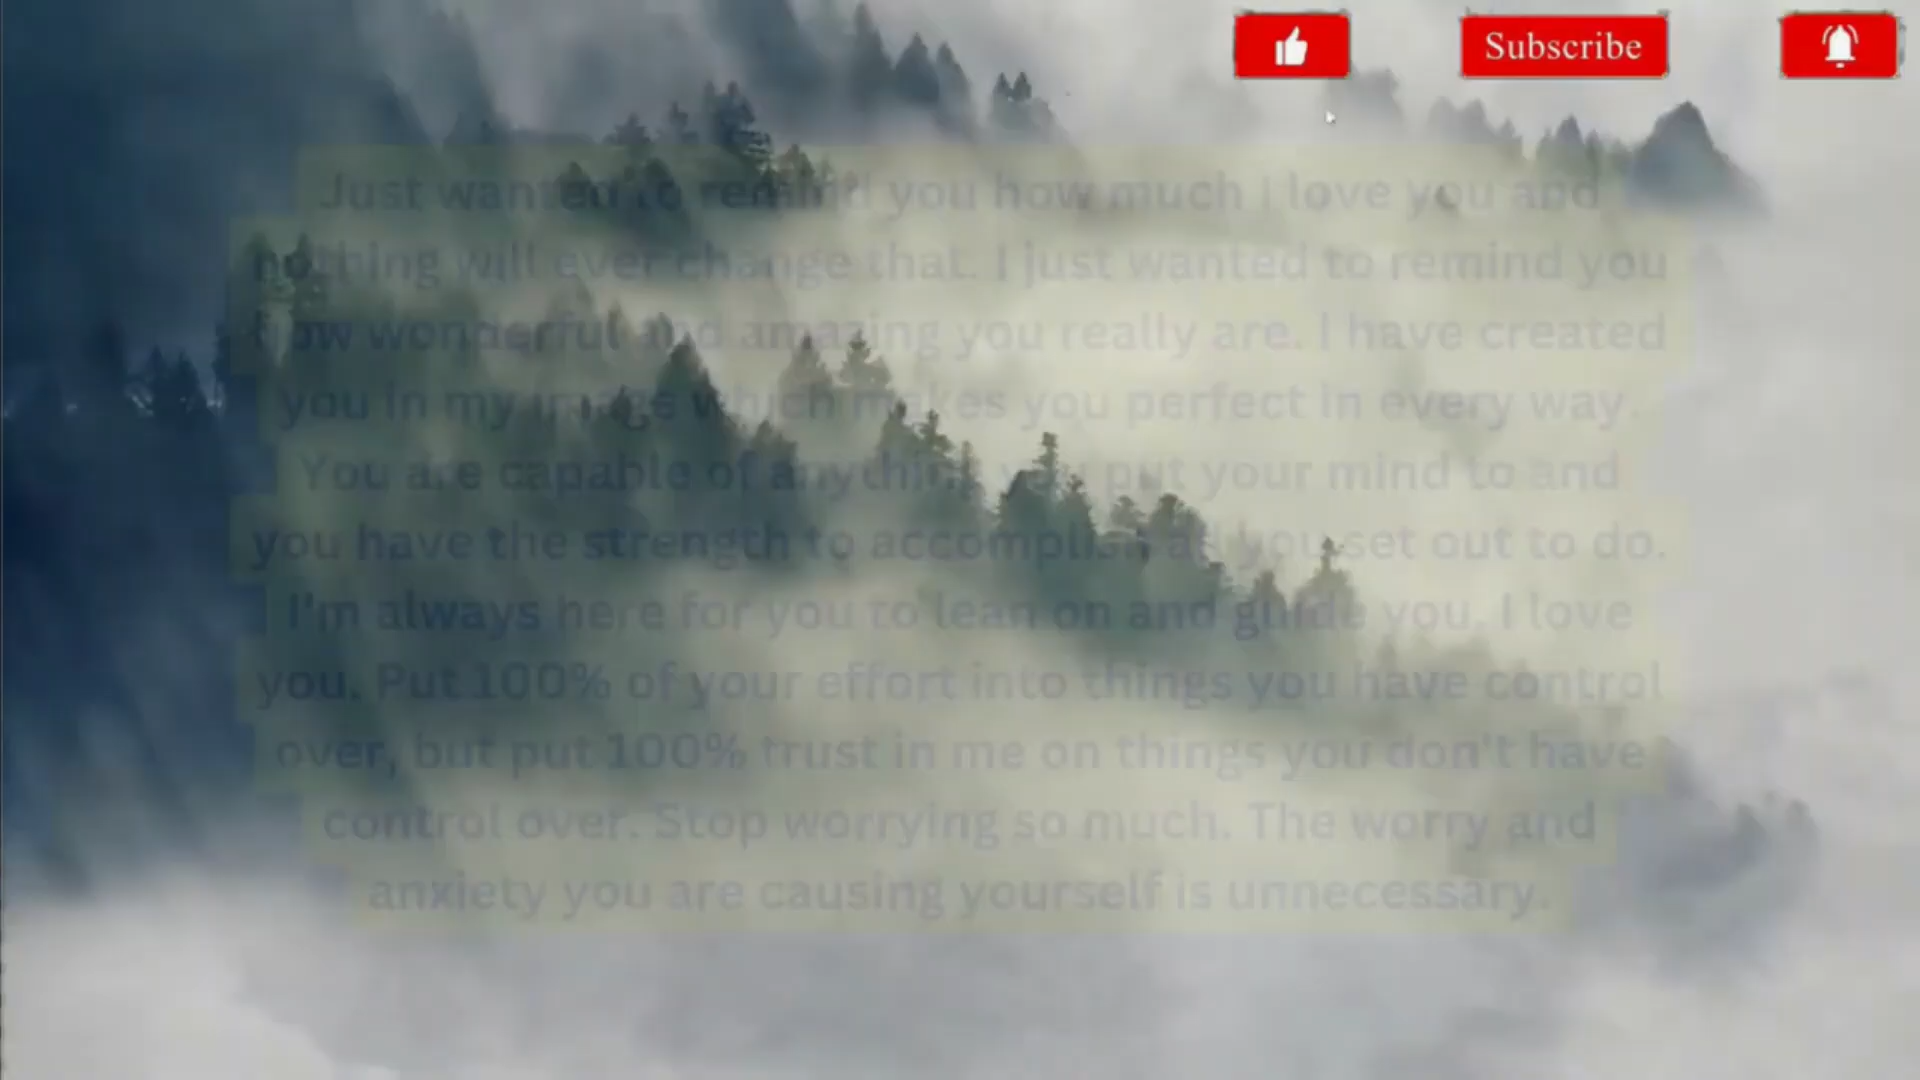 Subscribe
Just wanted to remind you how much I love you and
nothing will ever change that. I just wanted to remind you
how wonderful and amazing you really are. I have created
you in my image which makes you perfect in every way.
You are capable of anything you put your mind to and
you have the strength to accomplish all you set out to do.
I'm always here for you to lean on and guide you. I love
you. Put 100% of your effort into things you have control
over, but put 100% trust in me on things you don't have
control over. Stop worrying so much. The worry and
anxiety you are causing yourself is unnecessary.